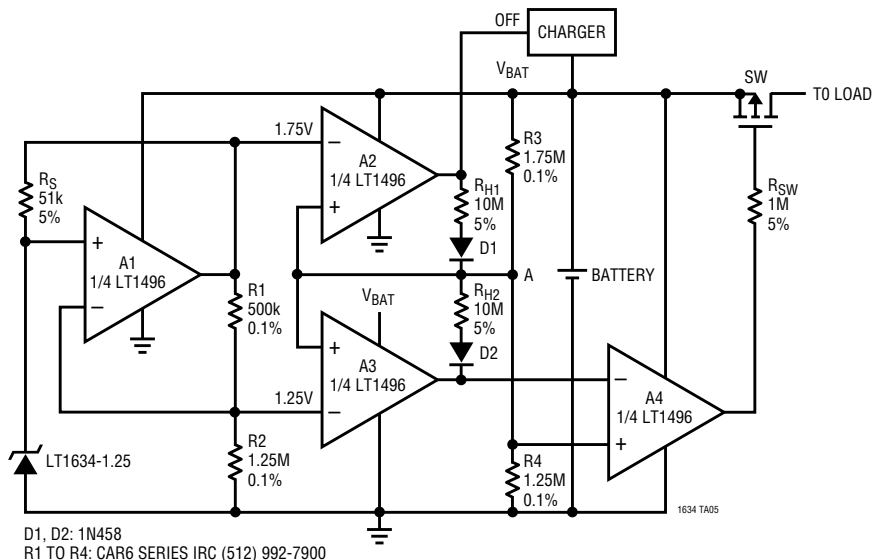 OFF
CHARGER
VBAT
SW
TO LOAD
1.75V
RS
51k
5%
A1
1/4 LT1496
+
−
A2
1/4 LT1496
−
+
RH1
10M
5%
D1
R3
1.75M
0.1%
RSW
1M
5%
A
BATTERY
R1
500k
0.1%
VBAT
RH2
10M
5%
D2
A3
1/4 LT1496
+
−
1.25V
A4
1/4 LT1496
−
+
LT1634-1.25
R2
1.25M
0.1%
R4
1.25M
0.1%
1634 TA05
D1, D2: 1N458
R1 TO R4: CAR6 SERIES IRC (512) 992-7900